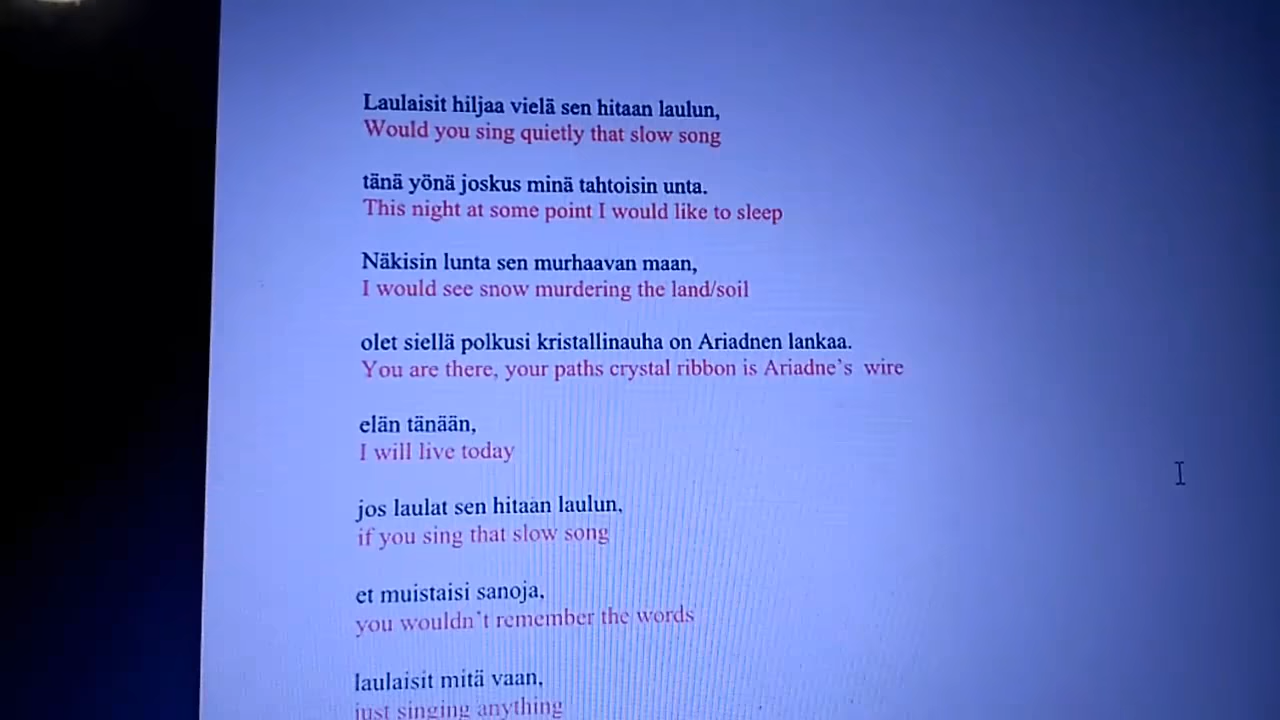 Laulaisit hiljaa vielä sen hitaan laulun,
Would you sing quietly that slow song
tänä yönä joskus minä tahtoisin unta.
This night at some point I would like to sleep
Näkisin lunta sen murhaavan maan,
I would see snow murdering the land/soil
olet siellä polkusi kristallinauha on Ariadnen lankaa.
You are there, your paths crystal ribbon is Ariadne's wire
elän tänään,
I will live today
jos laulat sen hitaan laulun,
if you sing that slow song
et muistaisi sanoja,
you wouldn't remember the words
laulaisit mitä vaan,
just singing anything